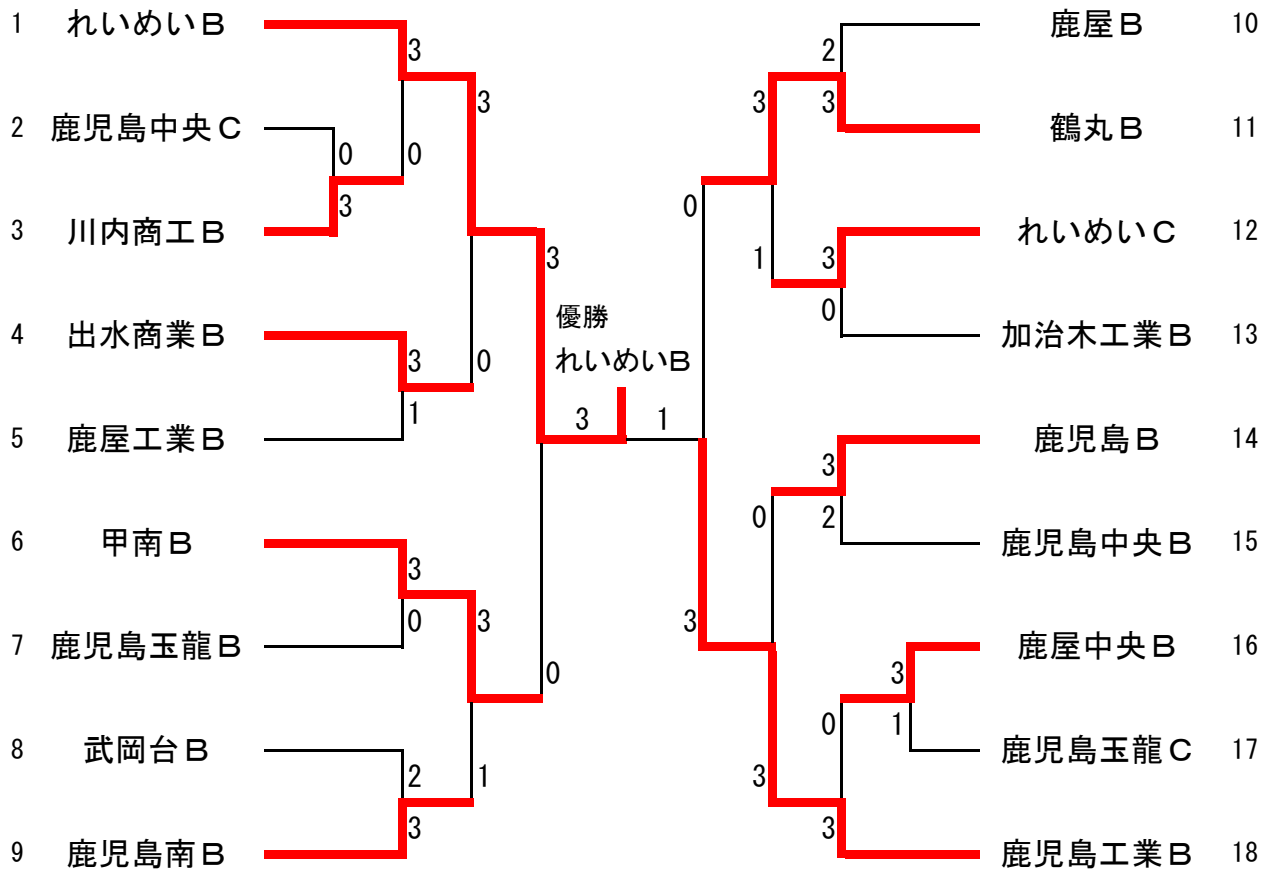 1 れいめいB
3
2 鹿児島中央C
0
0
3
3
3 川内商工B
3
4 出水商業B
3
0
1
5 鹿屋工業B
6 甲南B
3
0
3
7 鹿児島玉龍B
0
8 武岡台B
2
1
3
9 鹿児島南B
優勝
れいめいB
3 1
鹿屋B 10
2
3
3
鶴丸B 11
0
れいめいC 12
1
3
0
加治木工業B 13
鹿児島B 14
3
0
2
鹿児島中央B 15
3
鹿屋中央B 16
3
0
1
鹿児島玉龍C 17
3
3
鹿児島工業B 18